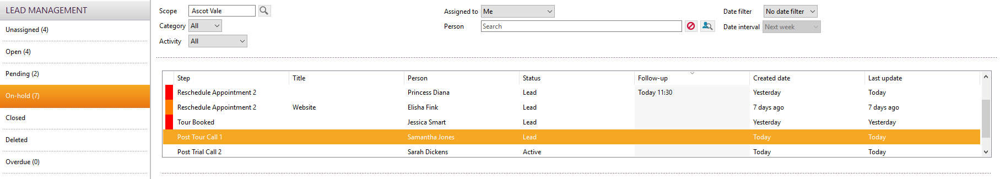 LEAD MANAGEMENT
Unassigned (4)
Open (4)
Pending (2)
On-hold (7)
Closed
Deleted
Overdue (0)
Scope Ascot Vale Assigned to Me Date filter No date filter
Category All Person Search Date interval Next week
Activity All
Step Title Person Status Follow-up Created date Last update
Reschedule Appointment 2 Princess Diana Lead Today 11:30 Yesterday Today
Reschedule Appointment 2 Website Elisha Fink Lead 7 days ago 7 days ago
Tour Booked Jessica Smart Lead Yesterday Yesterday
Post Tour Call 1 Samantha Jones Lead Today Today
Post Trial Call 2 Sarah Dickens Active Today Today